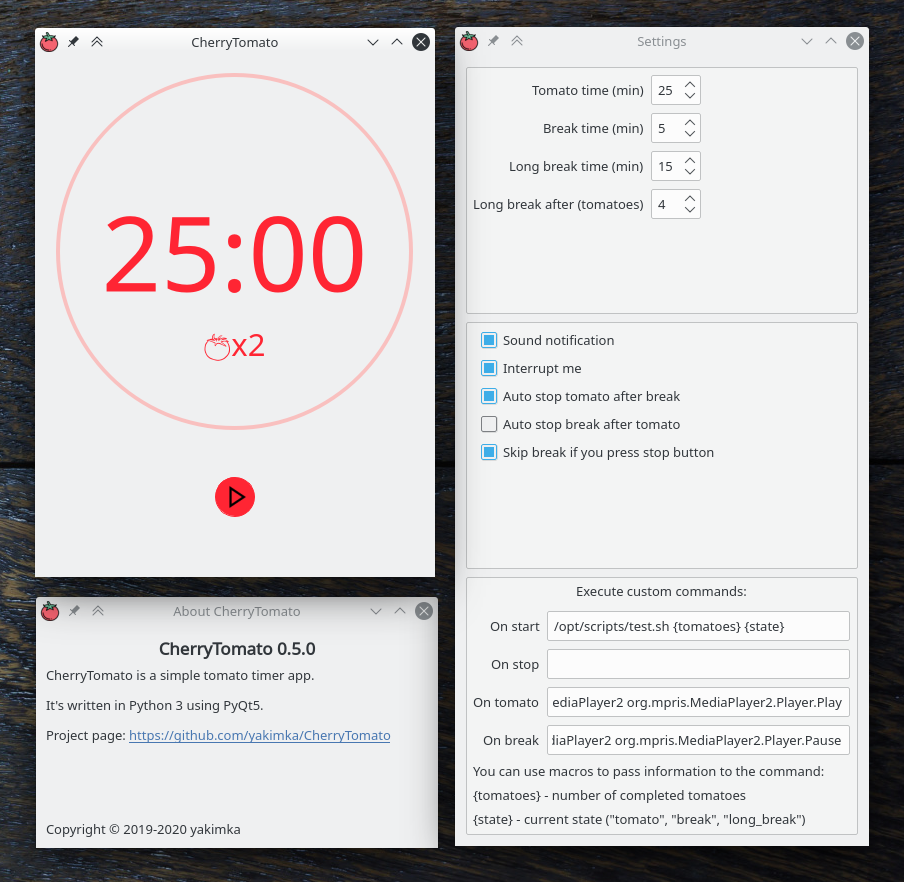 CherryTomato
25:00
x2
About CherryTomato
CherryTomato 0.5.0
CherryTomato is a simple tomato timer app.
It's written in Python 3 using PyQt5.
Project page: https://github.com/yakimka/CherryTomato
Copyright © 2019-2020 yakimka
Settings
Tomato time (min) 25
Break time (min) 5
Long break time (min) 15
Long break after (tomatoes) 4
Sound notification
Interrupt me
Auto stop tomato after break
Auto stop break after tomato
Skip break if you press stop button
Execute custom commands:
On start /opt/scripts/test.sh {tomatoes} {state}
On stop
On tomato ediaPlayer2 org.mpris.MediaPlayer2.Player.Play
On break diaPlayer2 org.mpris.MediaPlayer2.Player.Pause
You can use macros to pass information to the command:
{tomatoes} - number of completed tomatoes
{state} - current state ("tomato", "break", "long_break")